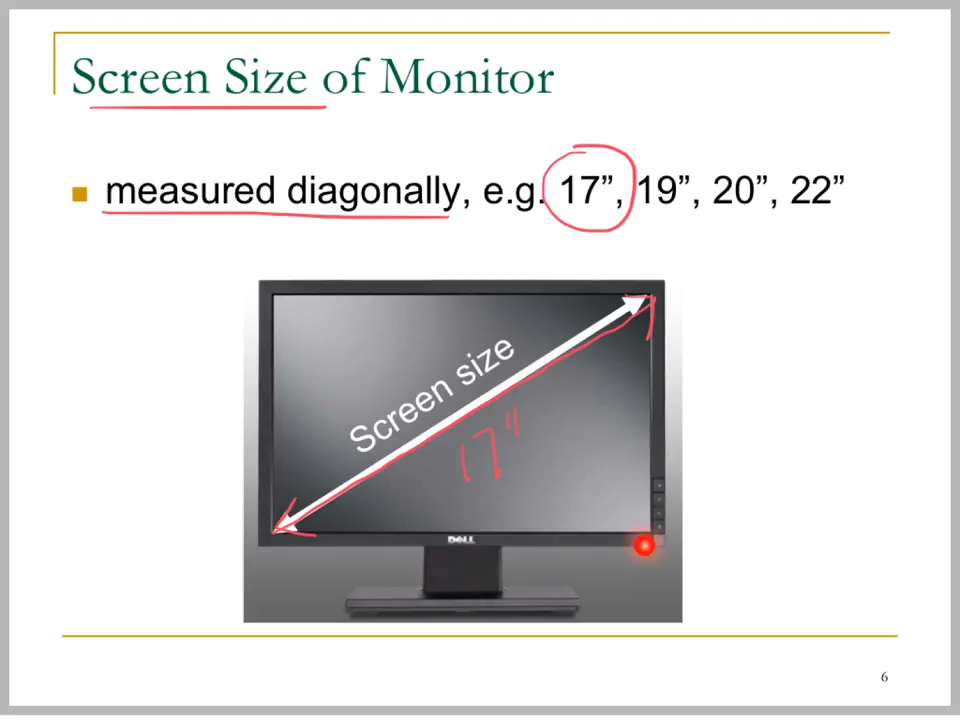 Screen Size of Monitor
measured diagonally, e.g. 17”, 19”, 20”, 22”
Screen size
17"
DELL
6